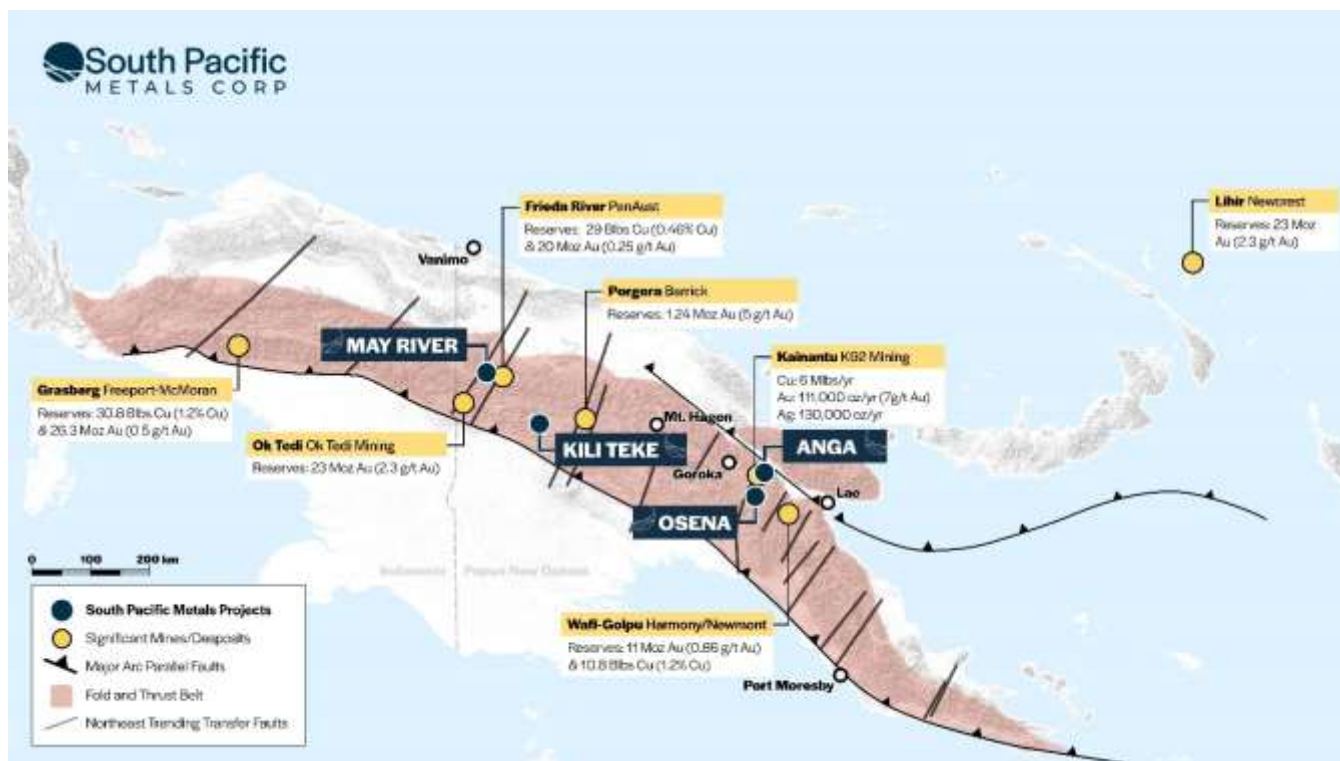 South Pacific
METALS CORP
Frieda River PanAust
Reserves: 29 Blbs Cu (0.46% Cu)
& 20 Moz Au (0.25 g/t Au)
Lihir Newcrest
Reserves: 23 Moz
Au (2.3 g/t Au)
Vanimo
Porgera Barrick
Reserves: 1.24 Moz Au (5 g/t Au)
MAY RIVER
Kainantu K92 Mining
Cu: 6 Mlbs/yr
Au: 111,000 oz/yr (7g/t Au)
Ag: 130,000 oz/yr
Grasberg Freeport-McMoran
Reserves: 30.8 Blbs Cu (1.2% Cu)
& 26.3 Moz Au (0.5 g/t Au)
Mt. Hagen
Ok Tedi Ok Tedi Mining
Reserves: 23 Moz Au (2.3 g/t Au)
KILI TEKE
ANGA
Goroka
Lae
OSENA
0 100 200 km
Indonesia Papua New Guinea
South Pacific Metals Projects
Significant Mines/Desposits
Major Arc Parallel Faults
Fold and Thrust Belt
Northeast Trending Transfer Faults
Wafi-Golpu Harmony/Newmont
Reserves: 11 Moz Au (0.86 g/t Au)
& 10.8 Blbs Cu (1.2% Cu)
Port Moresby